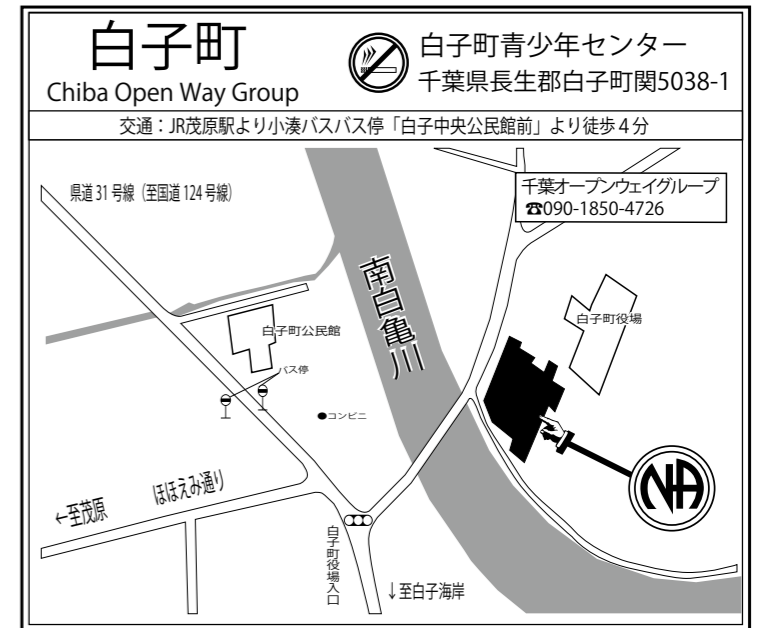 白子町
Chiba Open Way Group
白子町青少年センター
千葉県長生郡白子町関5038-1
交通：JR茂原駅より小湊バスバス停「白子中央公民館前」より徒歩４分
県道31号線（至国道124号線）
千葉オープンウェイグループ
☎090-1850-4726
南白亀川
白子町役場
白子町公民館
バス停
●コンビニ
NA
ほほえみ通り
←至茂原
白子町役場入口
↓至白子海岸